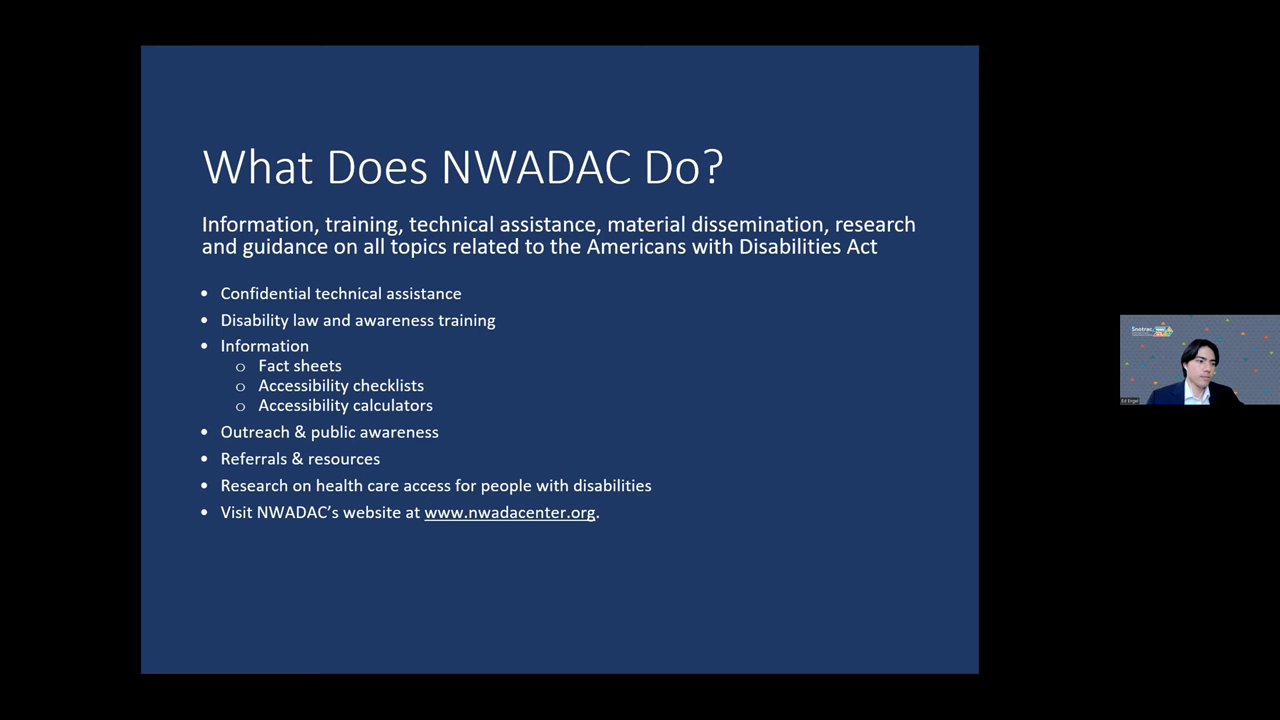 What Does NWADAC Do?
Information, training, technical assistance, material dissemination, research
and guidance on all topics related to the Americans with Disabilities Act
• Confidential technical assistance
• Disability law and awareness training
• Information
o Fact sheets
o Accessibility checklists
o Accessibility calculators
• Outreach & public awareness
• Referrals & resources
• Research on health care access for people with disabilities
• Visit NWADAC’s website at www.nwadacenter.org.
Snotrac
Ed Engel